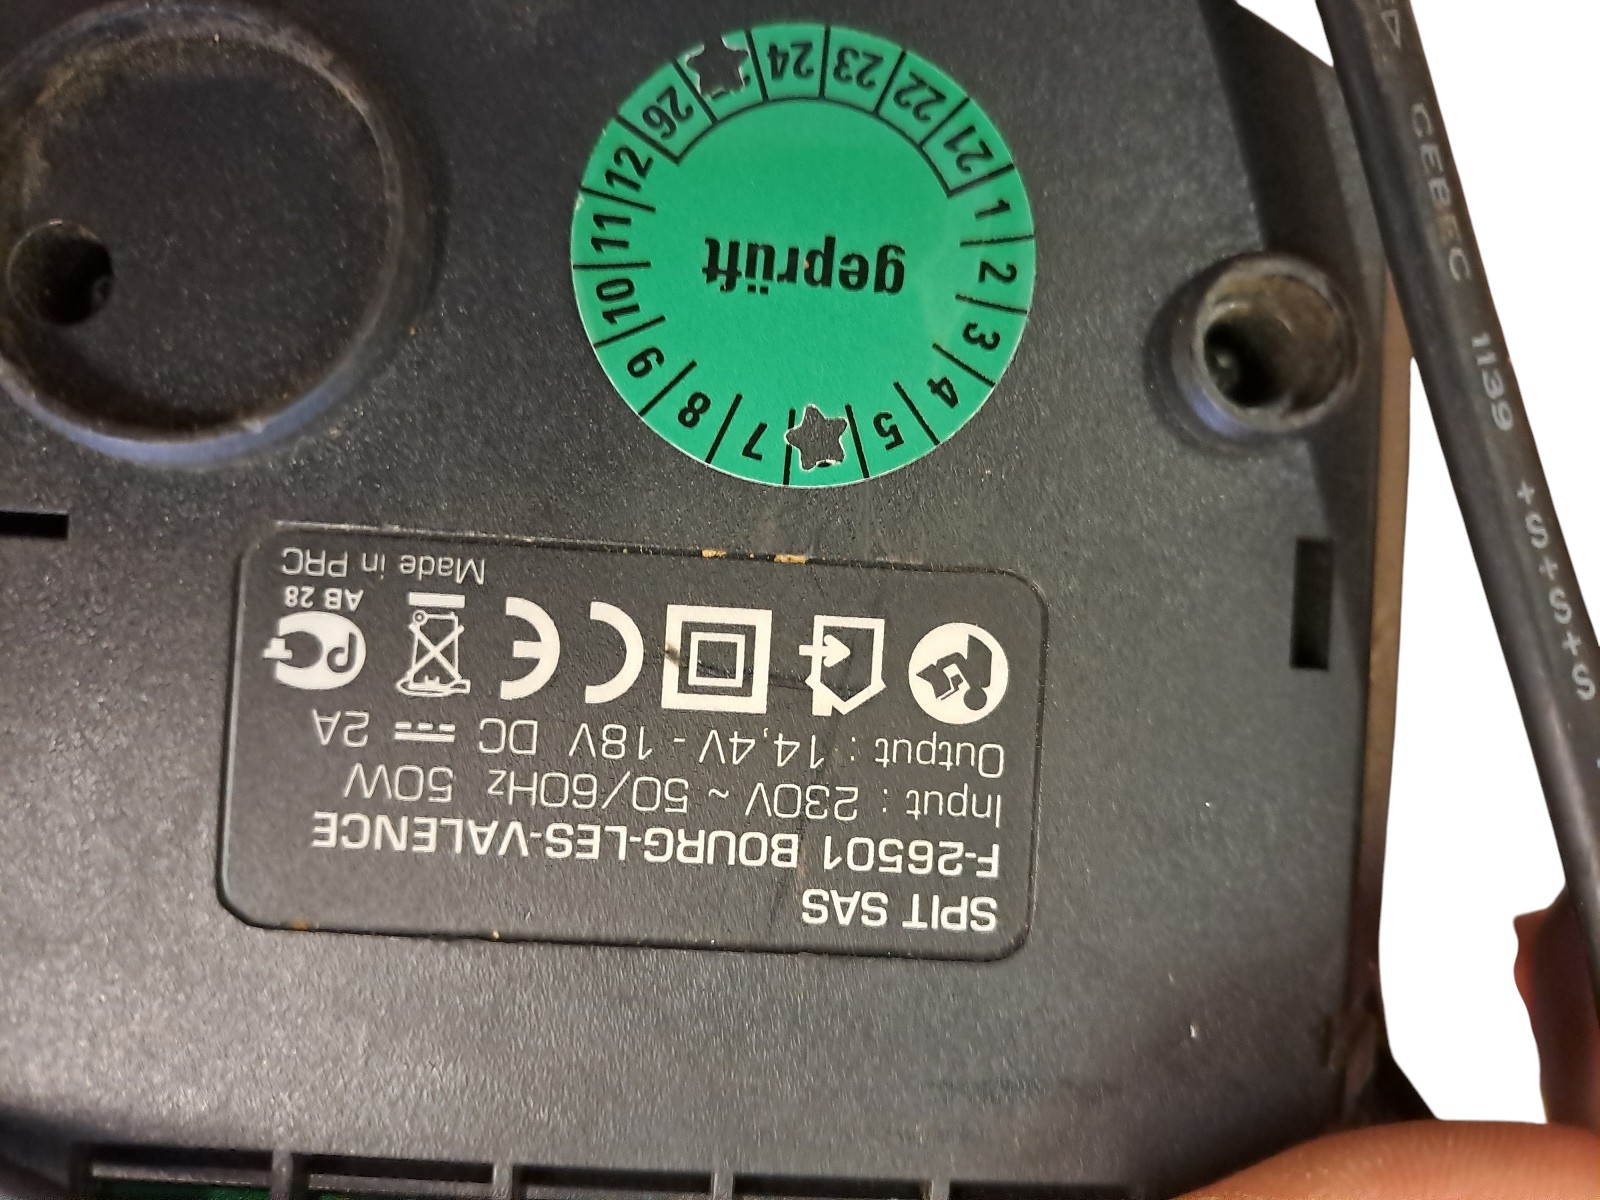 SPIT SAS
F-26501 BOURG-LES-VALENCE
Input : 230V ~ 50/60Hz 50W
Output : 14,4V - 18V DC ⎓ 2A
CE
AB 28
Made in PRC
geprüft
21 22 23 24 26
1 2 3 4 5 7 8 9 10 11 12
GEBEC 1139 +S+S+S+S